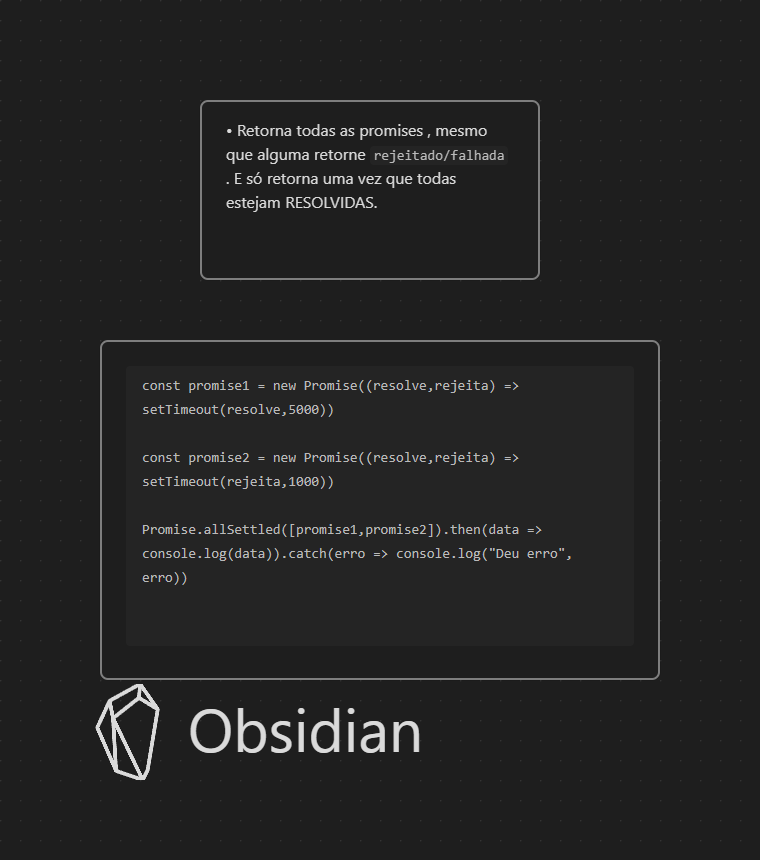 • Retorna todas as promises , mesmo
que alguma retorne rejeitado/falhada
. E só retorna uma vez que todas
estejam RESOLVIDAS.
const promise1 = new Promise((resolve,rejeita) =>
setTimeout(resolve,5000))
const promise2 = new Promise((resolve,rejeita) =>
setTimeout(rejeita,1000))
Promise.allSettled([promise1,promise2]).then(data =>
console.log(data)).catch(erro => console.log("Deu erro",
erro))
Obsidian